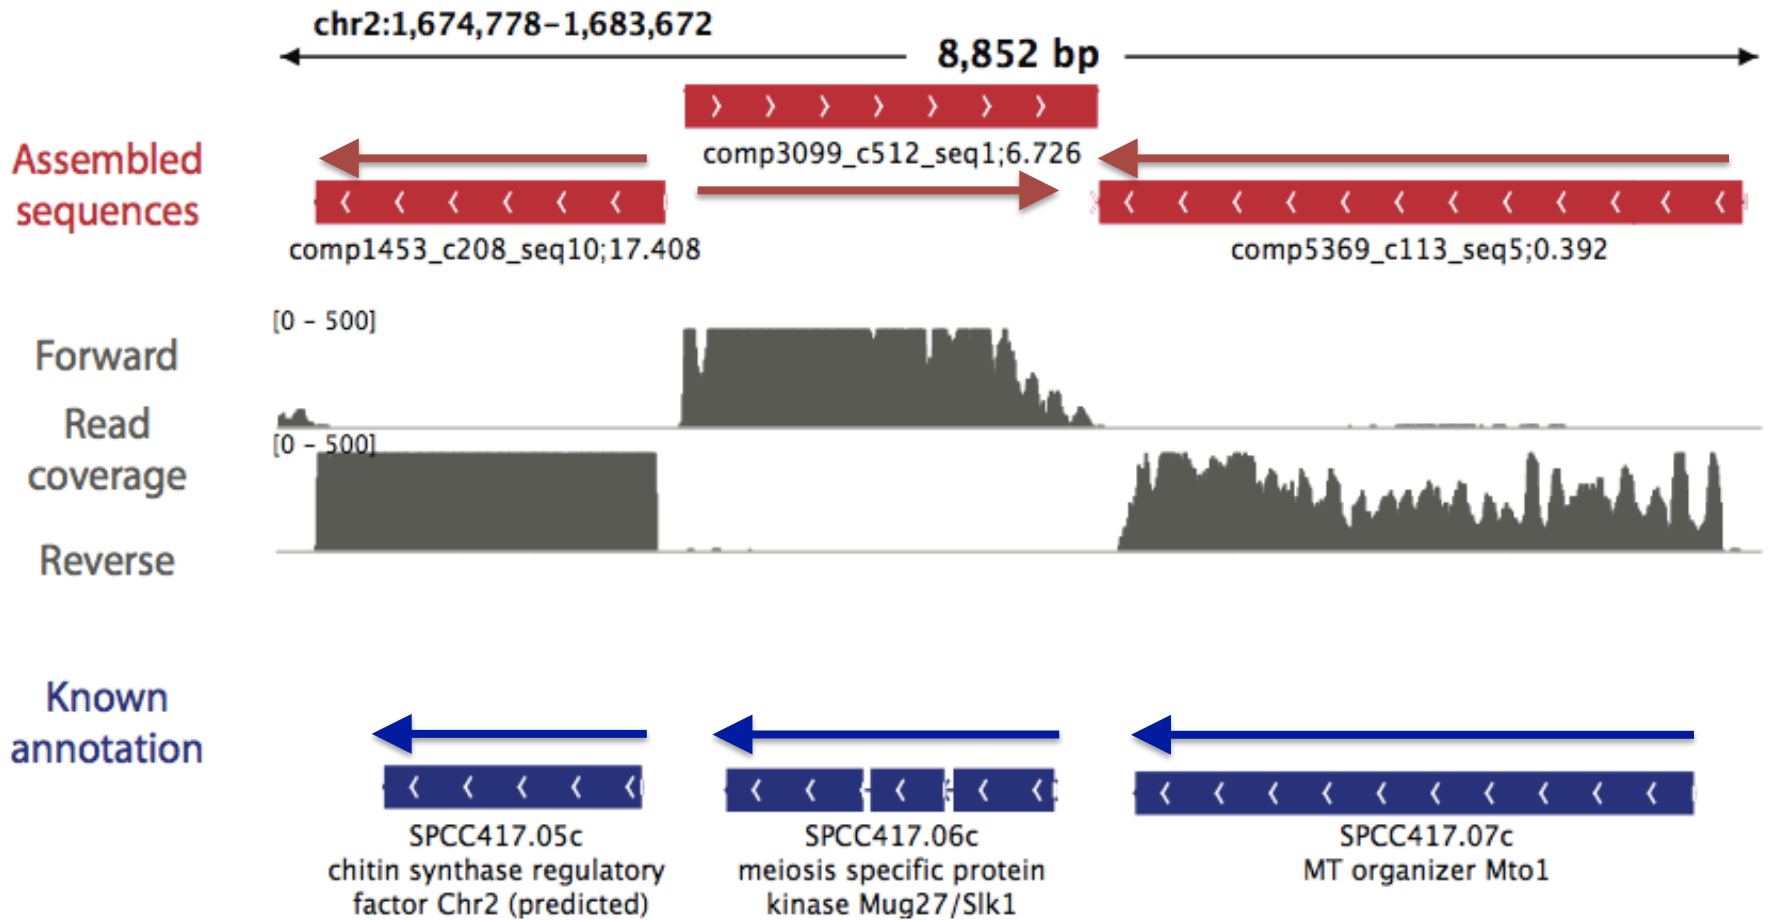 chr2:1,674,778-1,683,672
8,852 bp
Assembled
sequences
comp3099_c512_seq1;6.726
comp1453_c208_seq10;17.408
comp5369_c113_seq5;0.392
[0 - 500]
Forward
Read
coverage
[0 - 500]
Reverse
Known
annotation
SPCC417.05c
chitin synthase regulatory
factor Chr2 (predicted)
SPCC417.06c
meiosis specific protein
kinase Mug27/Slk1
SPCC417.07c
MT organizer Mto1